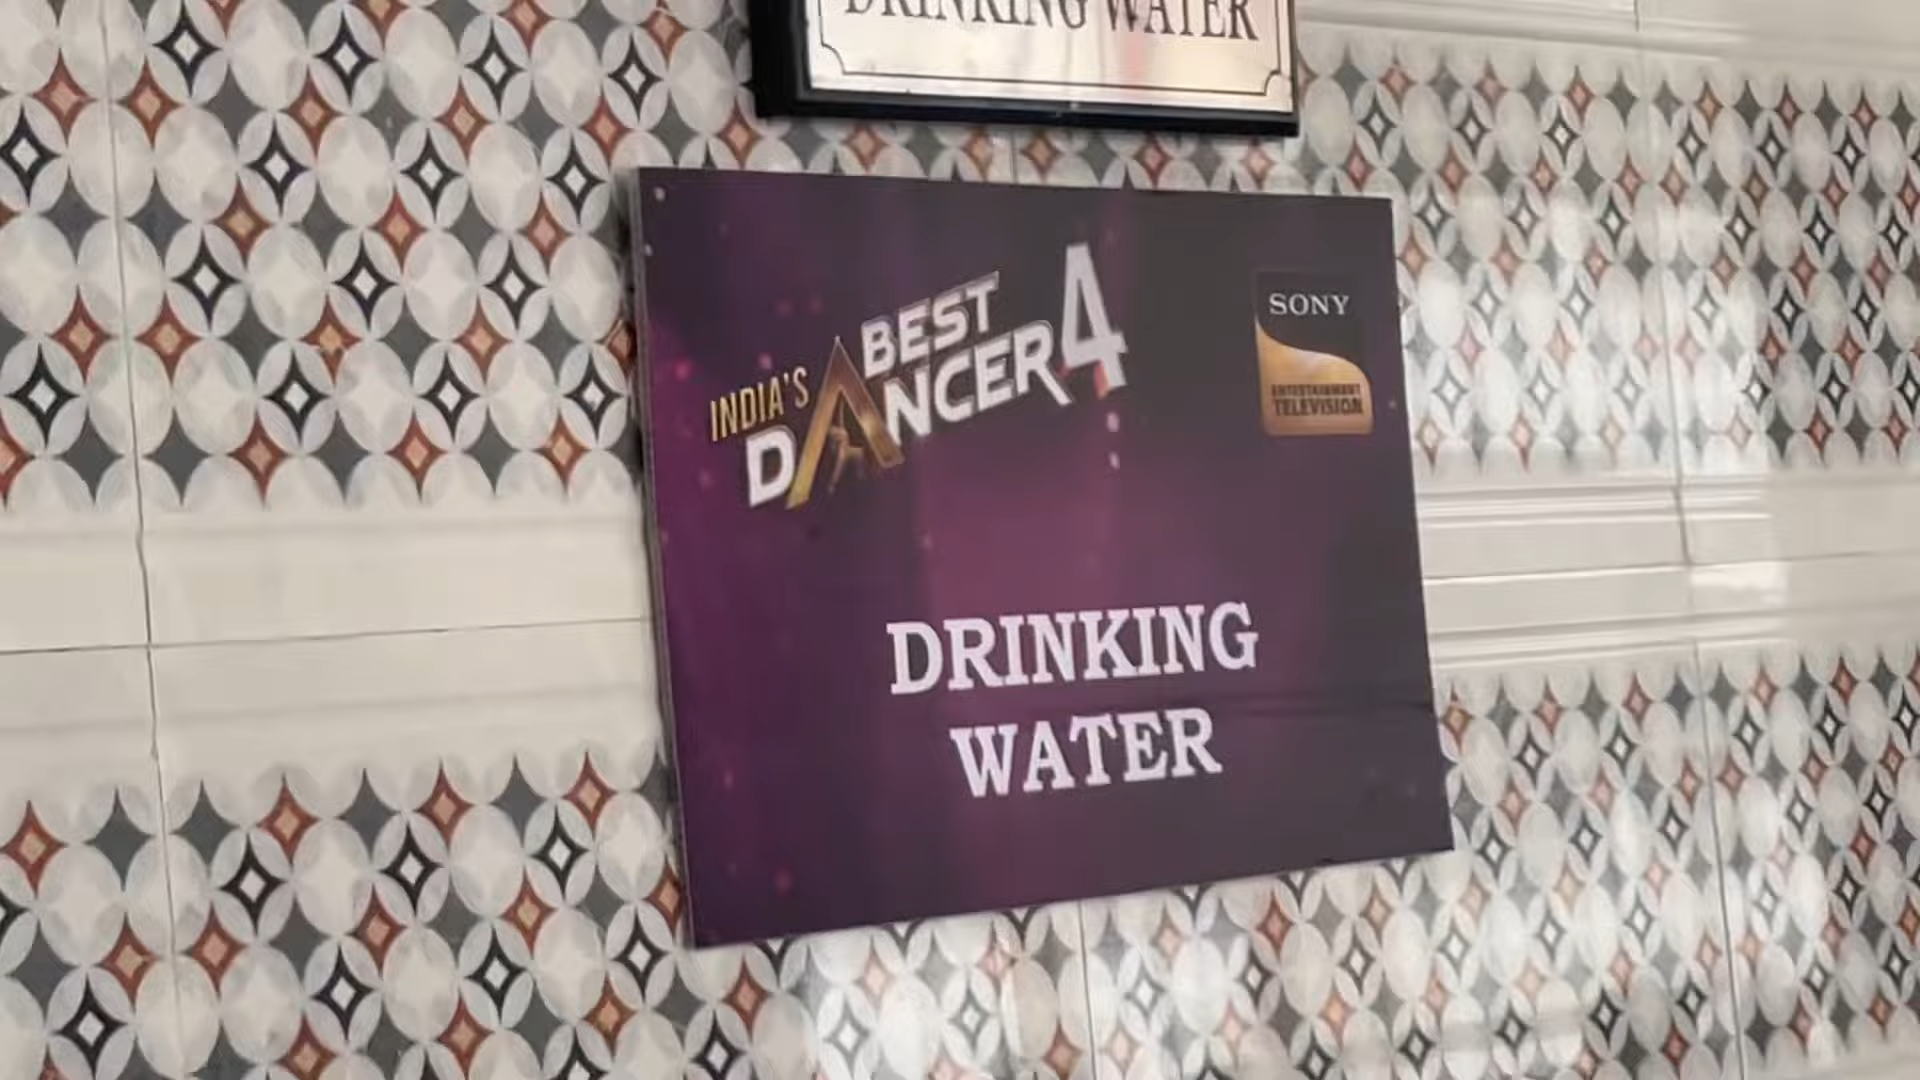 DRINKING WATER
INDIA'S BEST
DANCER 4
SONY
ENTERTAINMENT
TELEVISION
DRINKING
WATER